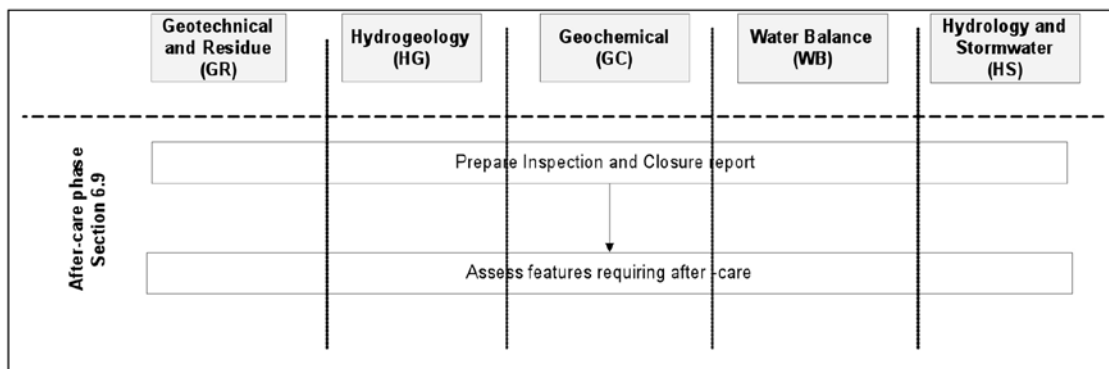 Geotechnical
and Residue
(GR)
Hydrogeology
(HG)
Geochemical
(GC)
Water Balance
(WB)
Hydrology and
Stormwater
(HS)
After-care phase
Section 6.9
Prepare Inspection and Closure report
Assess features requiring after -care